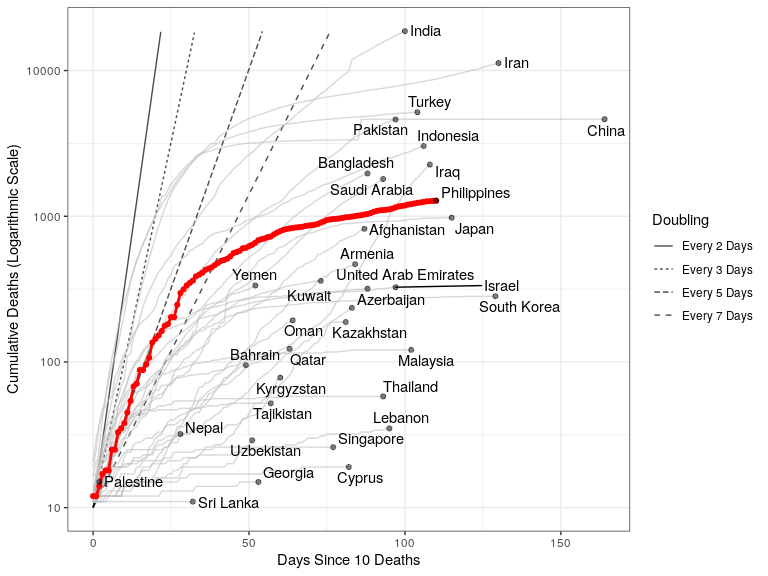 India
Iran
Turkey
Pakistan
China
Indonesia
Bangladesh
Iraq
Saudi Arabia
Philippines
Afghanistan
Japan
Armenia
Yemen
United Arab Emirates
Israel
Kuwait
Azerbaijan
South Korea
Oman
Kazakhstan
Bahrain
Qatar
Malaysia
Kyrgyzstan
Thailand
Tajikistan
Lebanon
Nepal
Singapore
Uzbekistan
Georgia
Cyprus
Palestine
Sri Lanka
10000
1000
100
10
0
50
100
150
Days Since 10 Deaths
Cumulative Deaths (Logarithmic Scale)
Doubling
Every 2 Days
Every 3 Days
Every 5 Days
Every 7 Days